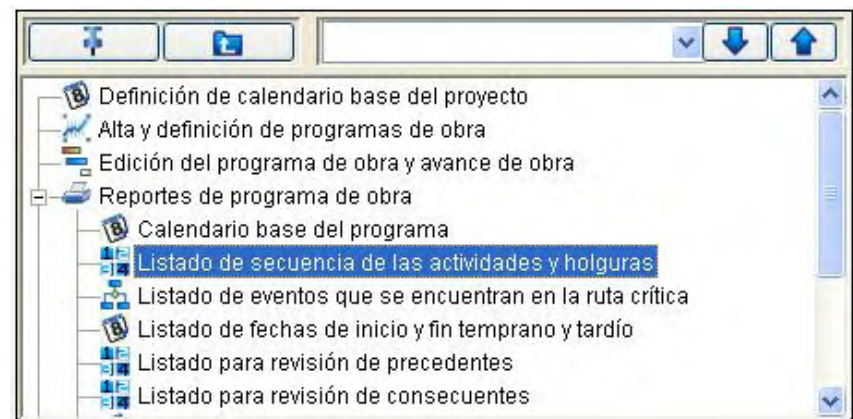 Definición de calendario base del proyecto
Alta y definición de programas de obra
Edición del programa de obra y avance de obra
Reportes de programa de obra
Calendario base del programa
Listado de secuencia de las actividades y holguras
Listado de eventos que se encuentran en la ruta crítica
Listado de fechas de inicio y fin temprano y tardío
Listado para revisión de precedentes
Listado para revisión de consecuentes